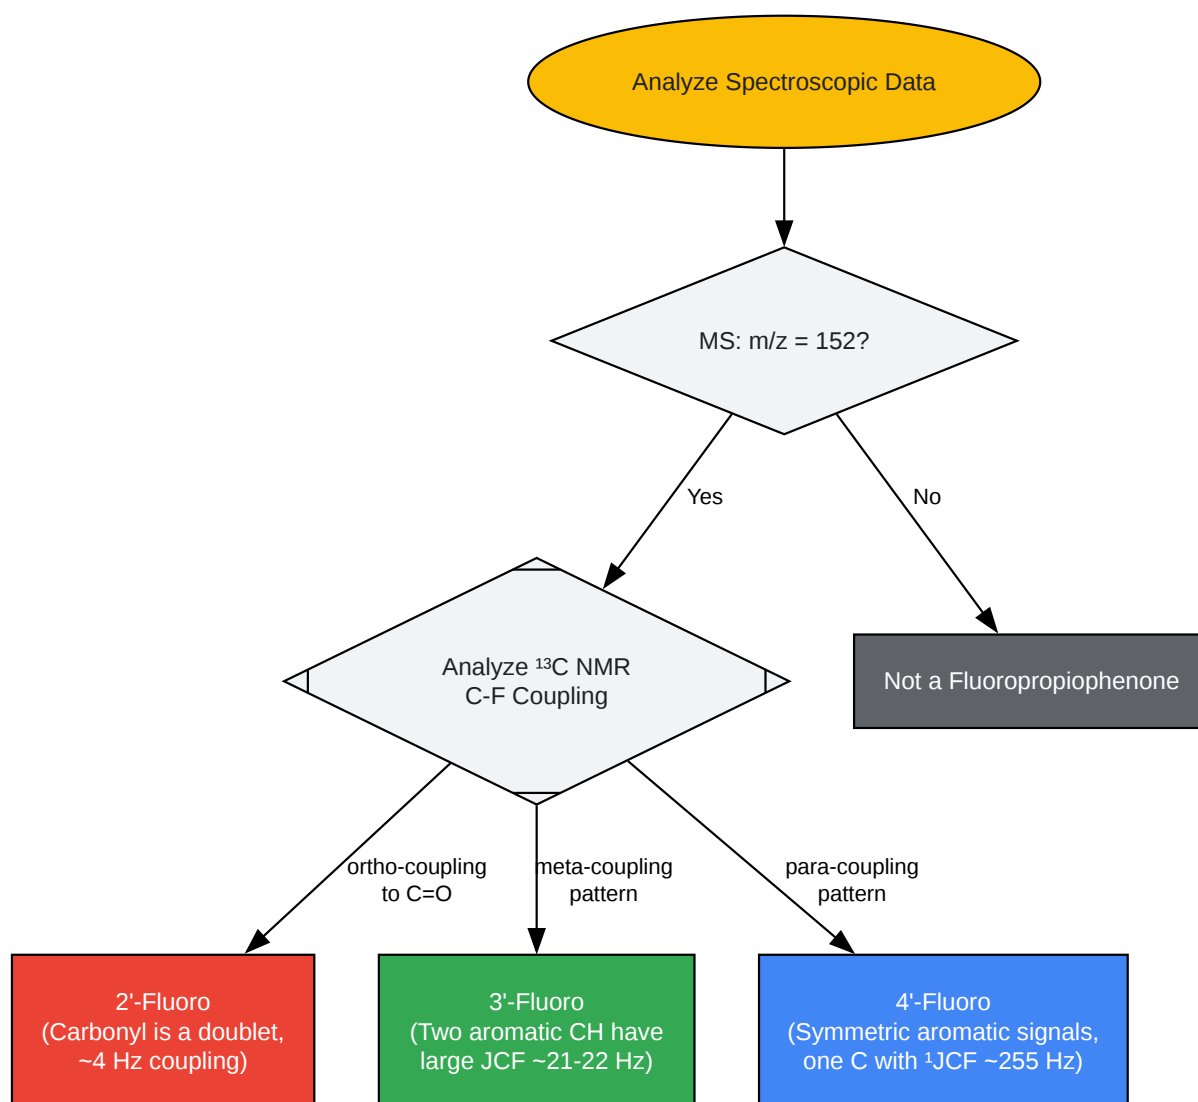 Analyze Spectroscopic Data
MS: m/z = 152?
Yes
No
Analyze ¹³C NMR
C-F Coupling
Not a Fluoropropiophenone
ortho-coupling
to C=O
meta-coupling
pattern
para-coupling
pattern
2'-Fluoro
(Carbonyl is a doublet,
~4 Hz coupling)
3'-Fluoro
(Two aromatic CH have
large JCF ~21-22 Hz)
4'-Fluoro
(Symmetric aromatic signals,
one C with ¹JCF ~255 Hz)